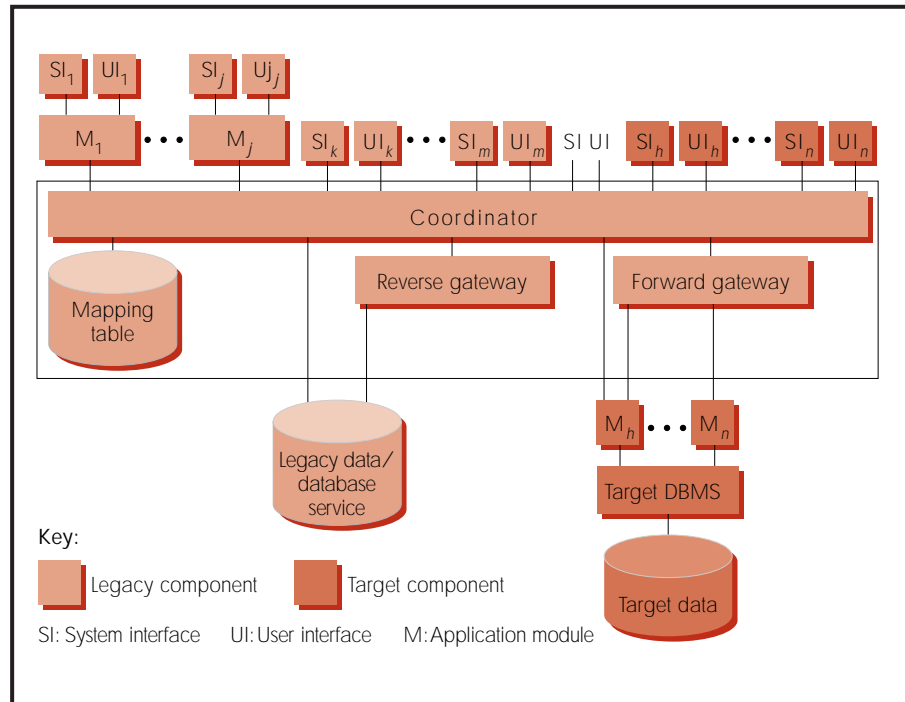 SI1 UI1 SIj Ujj
M1 ••• Mj SIk UIk ••• SIm UIm SI UI SIh UIh ••• SIn UIn
Coordinator
Mapping
table
Reverse gateway
Forward gateway
Mh ••• Mn
Legacy data/
database
service
Target DBMS
Target data
Key:
Legacy component
Target component
SI: System interface UI: User interface M: Application module